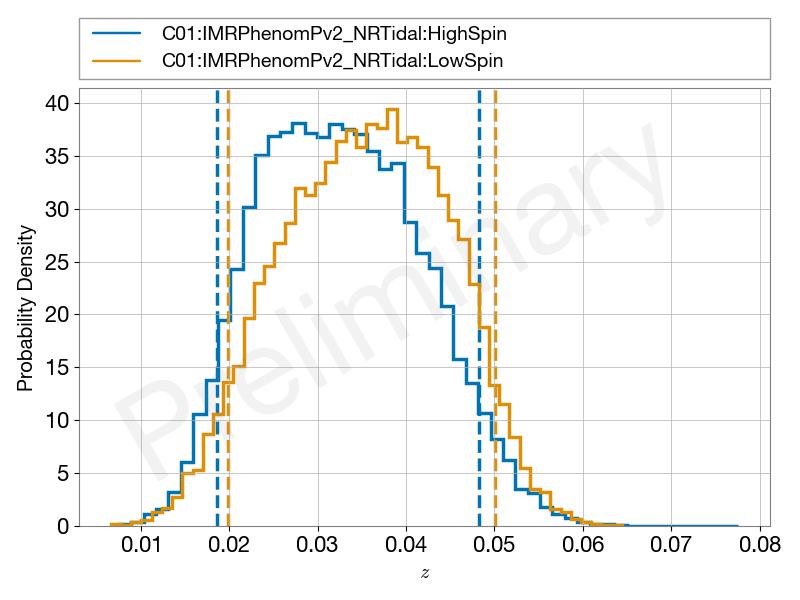 C01:IMRPhenomPv2_NRTidal:HighSpin
C01:IMRPhenomPv2_NRTidal:LowSpin
40
35
30
25
20
15
10
5
0
Probability Density
Preliminary
0.01 0.02 0.03 0.04 0.05 0.06 0.07 0.08
z